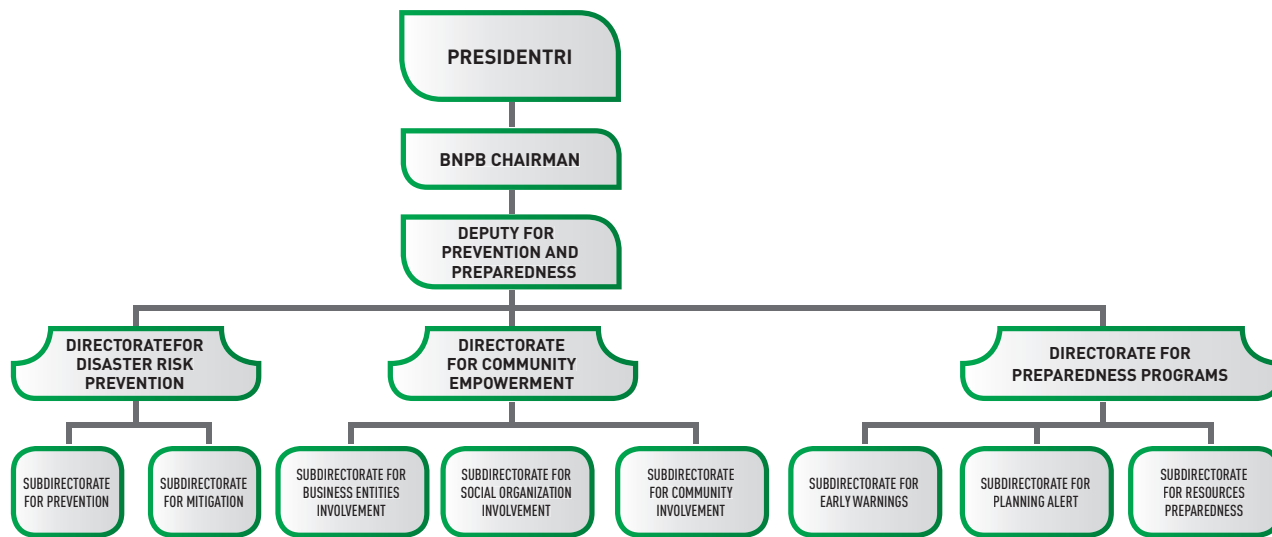 PRESIDENTRI
BNPB CHAIRMAN
DEPUTY FOR
PREVENTION AND
PREPAREDNESS
DIRECTORATEFOR
DISASTER RISK
PREVENTION
DIRECTORATE
FOR COMMUNITY
EMPOWERMENT
DIRECTORATE FOR
PREPAREDNESS PROGRAMS
SUBDIRECTORATE
FOR PREVENTION
SUBDIRECTORATE
FOR MITIGATION
SUBDIRECTORATE FOR
BUSINESS ENTITIES
INVOLVEMENT
SUBDIRECTORATE FOR
SOCIAL ORGANIZATION
INVOLVEMENT
SUBDIRECTORATE
FOR COMMUNITY
INVOLVEMENT
SUBDIRECTORATE FOR
EARLY WARNINGS
SUBDIRECTORATE FOR
PLANNING ALERT
SUBDIRECTORATE
FOR RESOURCES
PREPAREDNESS